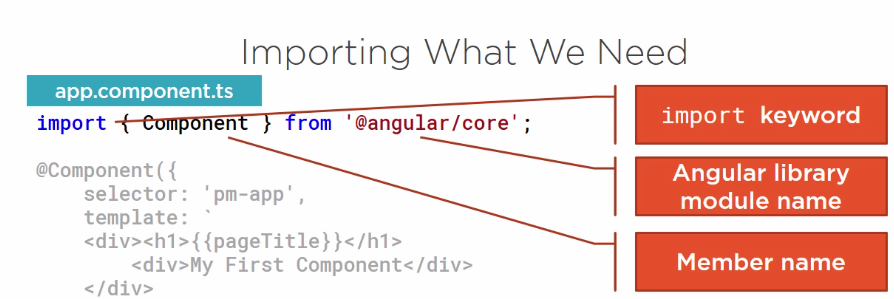 Importing What We Need
app.component.ts
import { Component } from '@angular/core';
@Component({
    selector: 'pm-app',
    template: `
    <div><h1>{{pageTitle}}</h1>
        <div>My First Component</div>
    </div>
import keyword
Angular library
module name
Member name